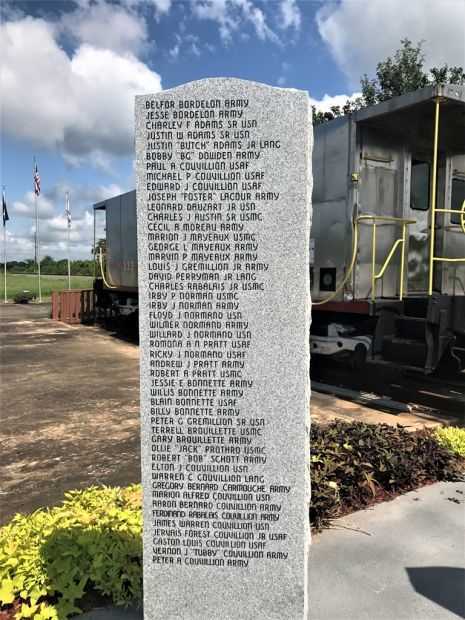 BELFOR BORDELON ARMY
JESSE BORDELON ARMY
CHARLEY F ADAMS SR USN
JUSTIN W ADAMS SR USN
JUSTIN "BUTCH" ADAMS JR LANG
BOBBY "BG" DOWDEN ARMY
PAUL A COUVILLION USAF
MICHAEL P COUVILLION USAF
EDWARD J COUVILLION USAF
JOSEPH "FOSTER" LACOUR ARMY
LEONARD DAUZART JR USN
CHARLES J AUSTIN SR USMC
CECIL A MOREAU ARMY
MARION J MAYEAUX USMC
GEORGE L MAYEAUX ARMY
MARVIN P MAYEAUX ARMY
LOUIS J GREMILLION JR ARMY
DAVID PERRYMAN JR LANG
CHARLES RABALAIS JR USMC
IRBY P NORMAN USMC
IRBY J NORMAN ARMY
FLOYD J NORMAND USN
WILMER NORMAND ARMY
WILLARD J NORMAND USN
ROMONA A N PRATT USAF
RICKY J NORMAND USAF
ANDREW J PRATT ARMY
ROBERT A PRATT USMC
JESSIE E BONNETTE ARMY
WILLIS BONNETTE ARMY
BLAIN BONNETTE USAF
BILLY BONNETTE ARMY
PETER G GREMILLION SR USN
TERRELL BROUILLETTE USMC
GARY BROUILLETTE ARMY
OLLIE "JACK" PROTHRO USMC
ROBERT "BOB" SCHOTT ARMY
ELTON J COUVILLION USN
WARREN C COUVILLION LANG
GREGORY BERNARD CARMOUCHE ARMY
MARION ALFRED COUVILLION USN
AARON BERNARD COUVILLION ARMY
FERDINAND RABALAIS COUVILLION ARMY
JAMES WARREN COUVILLION USN
JERVAIS FOREST COUVILLION JR USAF
GASTON LOUIS COUVILLION USAF
VERNON J "TUBBY" COUVILLION ARMY
PETER A COUVILLION ARMY